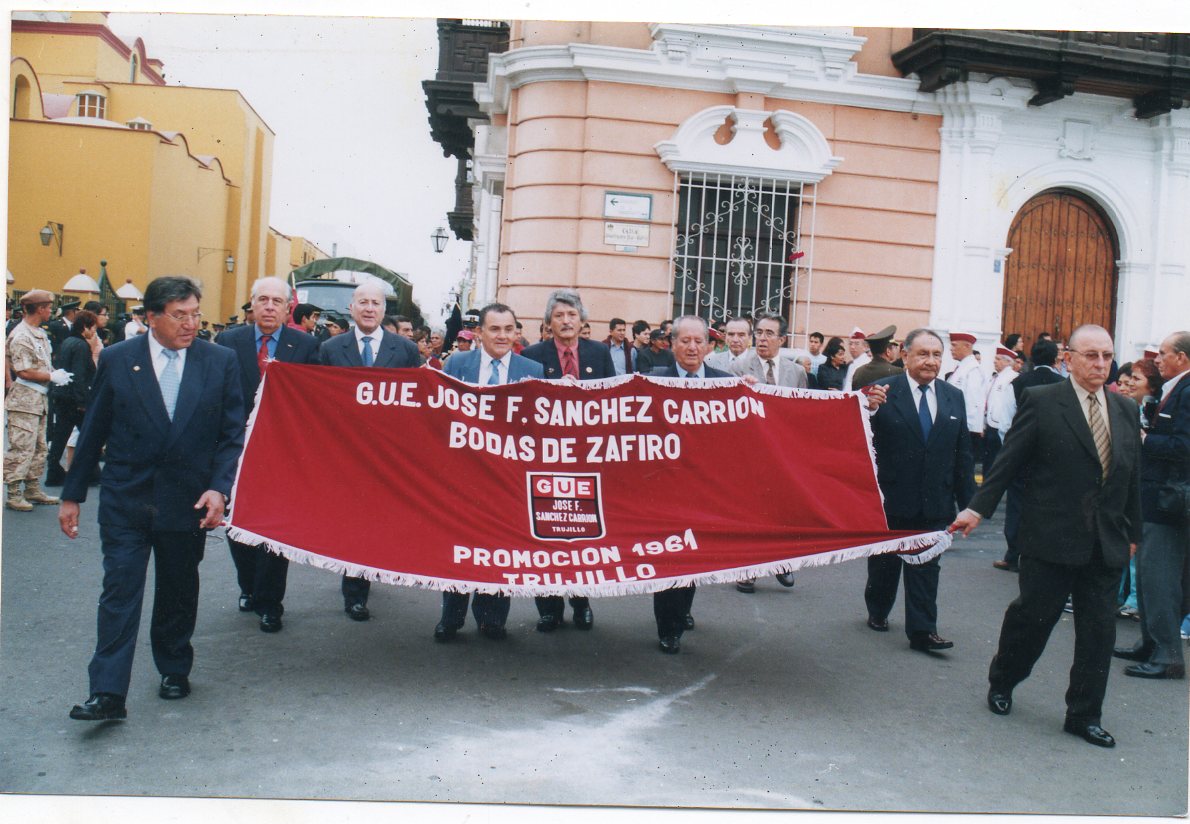 G.U.E. JOSE F. SANCHEZ CARRION
BODAS DE ZAFIRO
GUE
JOSE F.
SANCHEZ CARRION
TRUJILLO
PROMOCION 1961
TRUJILLO